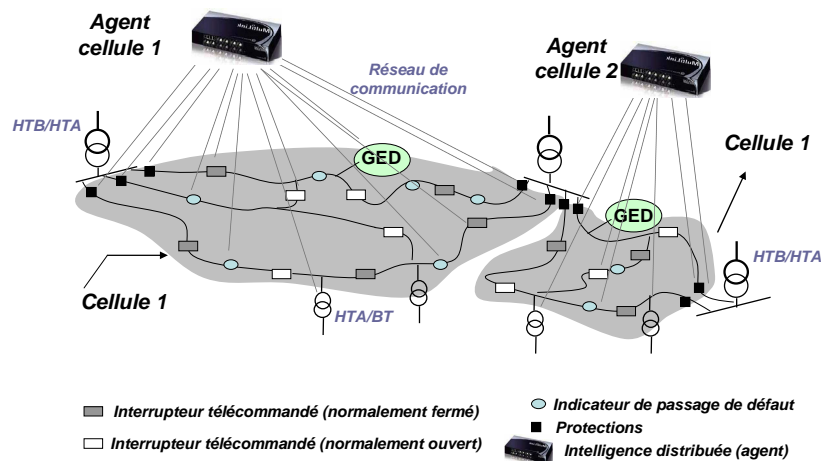 Agent
cellule 1
Réseau de
communication
Agent
cellule 2
HTB/HTA
GED
Cellule 1
GED
HTB/HTA
Cellule 1
HTA/BT
Interrupteur télécommandé (normalement fermé)
Interrupteur télécommandé (normalement ouvert)
Indicateur de passage de défaut
Protections
Intelligence distribuée (agent)